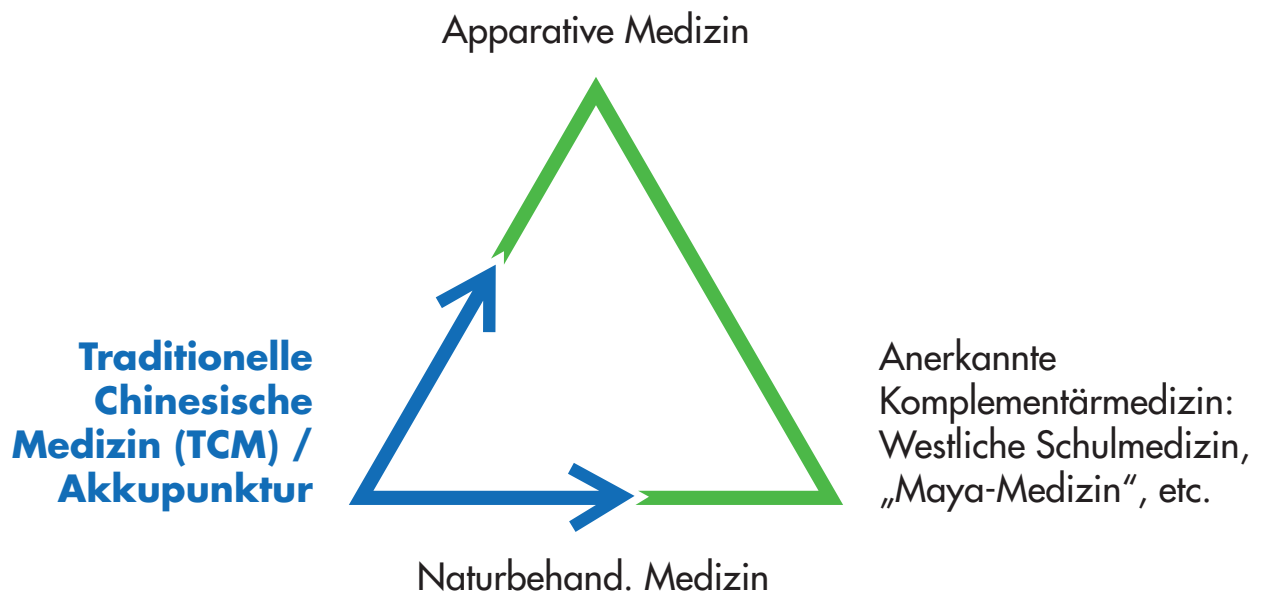 Apparative Medizin
Traditionelle
Chinesische
Medizin (TCM) /
Akkupunktur
Anerkannte
Komplementärmedizin:
Westliche Schulmedizin,
„Maya-Medizin“, etc.
Naturbehand. Medizin